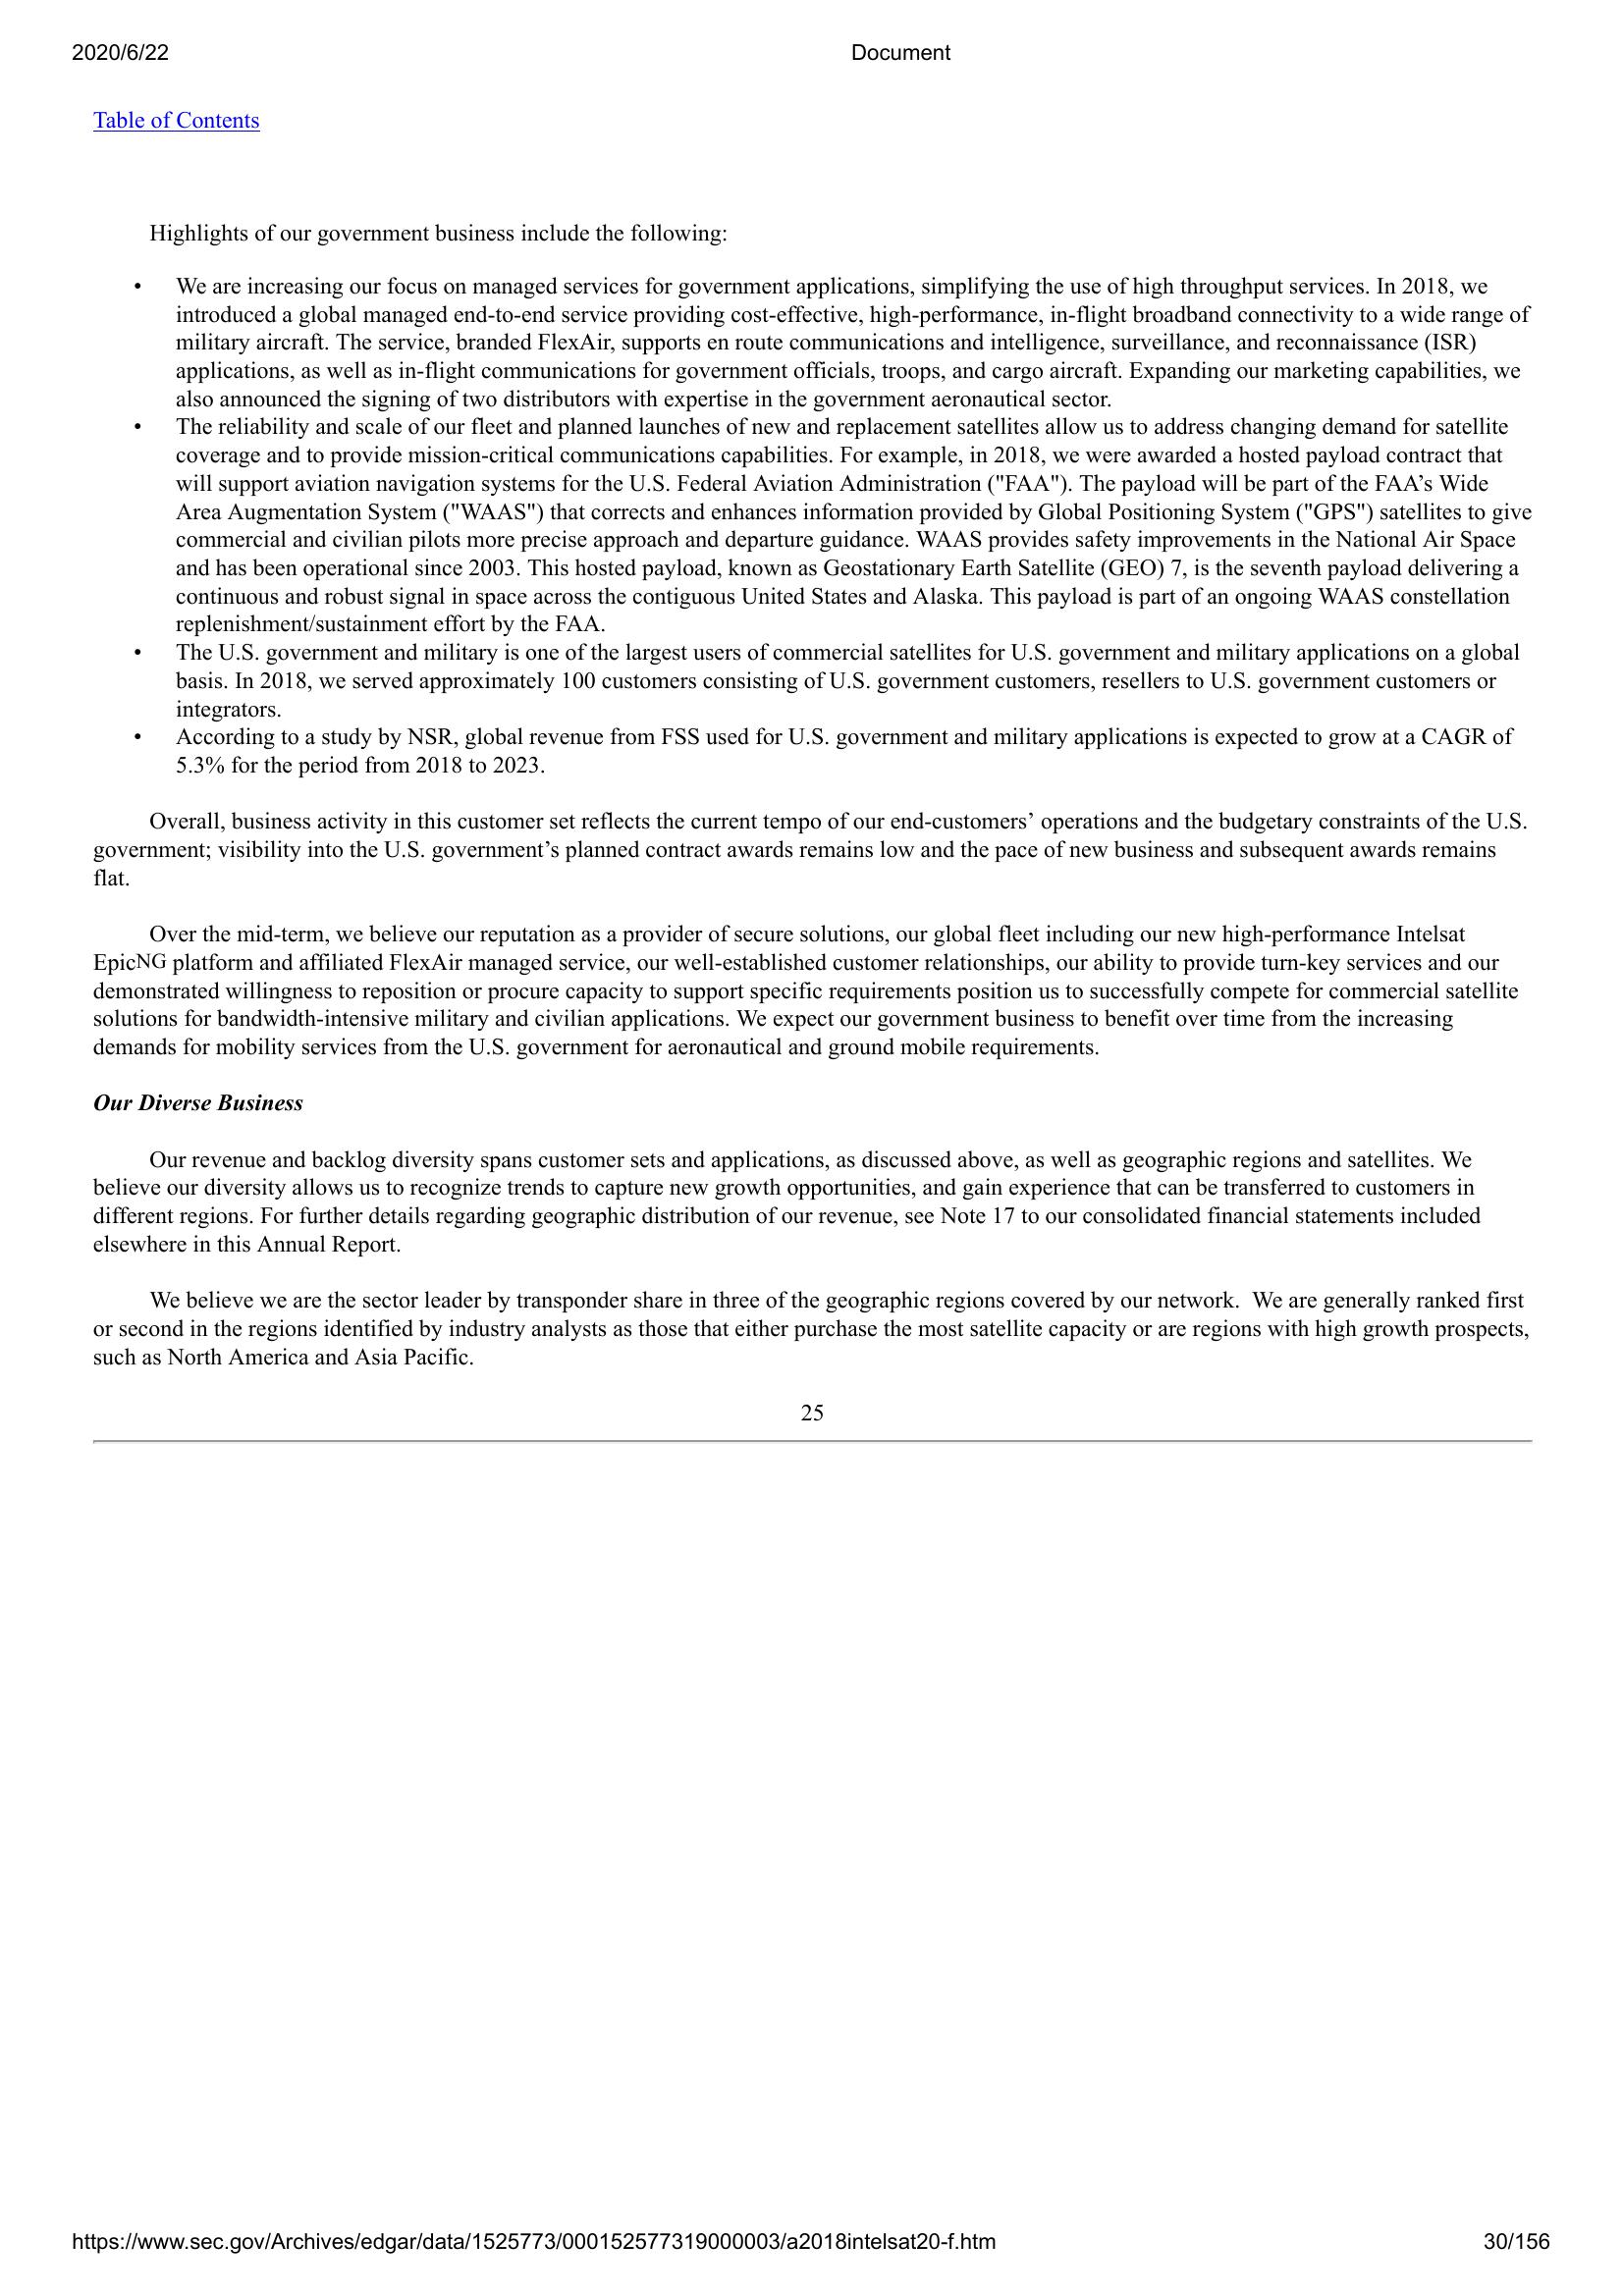 2020/6/22 Document
Table of Contents
Highlights of our government business include the following:
• We are increasing our focus on managed services for government applications, simplifying the use of high throughput services. In 2018, we
introduced a global managed end-to-end service providing cost-effective, high-performance, in-flight broadband connectivity to a wide range of
military aircraft. The service, branded FlexAir, supports en route communications and intelligence, surveillance, and reconnaissance (ISR)
applications, as well as in-flight communications for government officials, troops, and cargo aircraft. Expanding our marketing capabilities, we
also announced the signing of two distributors with expertise in the government aeronautical sector.
• The reliability and scale of our fleet and planned launches of new and replacement satellites allow us to address changing demand for satellite
coverage and to provide mission-critical communications capabilities. For example, in 2018, we were awarded a hosted payload contract that
will support aviation navigation systems for the U.S. Federal Aviation Administration ("FAA"). The payload will be part of the FAA’s Wide
Area Augmentation System ("WAAS") that corrects and enhances information provided by Global Positioning System ("GPS") satellites to give
commercial and civilian pilots more precise approach and departure guidance. WAAS provides safety improvements in the National Air Space
and has been operational since 2003. This hosted payload, known as Geostationary Earth Satellite (GEO) 7, is the seventh payload delivering a
continuous and robust signal in space across the contiguous United States and Alaska. This payload is part of an ongoing WAAS constellation
replenishment/sustainment effort by the FAA.
• The U.S. government and military is one of the largest users of commercial satellites for U.S. government and military applications on a global
basis. In 2018, we served approximately 100 customers consisting of U.S. government customers, resellers to U.S. government customers or
integrators.
• According to a study by NSR, global revenue from FSS used for U.S. government and military applications is expected to grow at a CAGR of
5.3% for the period from 2018 to 2023.
Overall, business activity in this customer set reflects the current tempo of our end-customers’ operations and the budgetary constraints of the U.S.
government; visibility into the U.S. government’s planned contract awards remains low and the pace of new business and subsequent awards remains
flat.
Over the mid-term, we believe our reputation as a provider of secure solutions, our global fleet including our new high-performance Intelsat
EpicNG platform and affiliated FlexAir managed service, our well-established customer relationships, our ability to provide turn-key services and our
demonstrated willingness to reposition or procure capacity to support specific requirements position us to successfully compete for commercial satellite
solutions for bandwidth-intensive military and civilian applications. We expect our government business to benefit over time from the increasing
demands for mobility services from the U.S. government for aeronautical and ground mobile requirements.
Our Diverse Business
Our revenue and backlog diversity spans customer sets and applications, as discussed above, as well as geographic regions and satellites. We
believe our diversity allows us to recognize trends to capture new growth opportunities, and gain experience that can be transferred to customers in
different regions. For further details regarding geographic distribution of our revenue, see Note 17 to our consolidated financial statements included
elsewhere in this Annual Report.
We believe we are the sector leader by transponder share in three of the geographic regions covered by our network. We are generally ranked first
or second in the regions identified by industry analysts as those that either purchase the most satellite capacity or are regions with high growth prospects,
such as North America and Asia Pacific.
25
https://www.sec.gov/Archives/edgar/data/1525773/000152577319000003/a2018intelsat20-f.htm 30/156